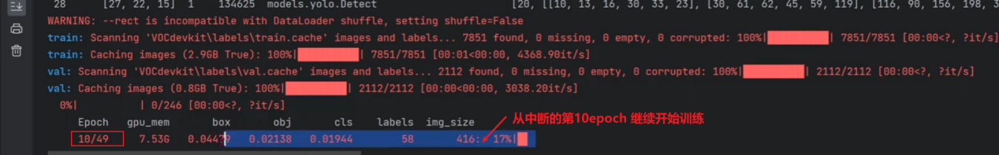 28 [27, 22, 15] 1 134625 models.yolo.Detect [20, [[10, 13, 16, 30, 33, 23], [30, 61, 62, 45, 59, 119], [116, 90, 156, 198, 3
WARNING: --rect is incompatible with DataLoader shuffle, setting shuffle=False
train: Scanning 'VOCdevkit\labels\train.cache' images and labels... 7851 found, 0 missing, 0 empty, 0 corrupted: 100%|██████████| 7851/7851 [00:00<?, ?it/s]
train: Caching images (2.9GB True): 100%|██████████| 7851/7851 [00:01<00:00, 4368.90it/s]
val: Scanning 'VOCdevkit\labels\val.cache' images and labels... 2112 found, 0 missing, 0 empty, 0 corrupted: 100%|██████████| 2112/2112 [00:00<?, ?it/s]
val: Caching images (0.8GB True): 100%|██████████| 2112/2112 [00:00<00:00, 3038.20it/s]
0%| | 0/246 [00:00<?, ?it/s]
Epoch gpu_mem box obj cls labels img_size
从中断的第10epoch 继续开始训练
10/49 7.53G 0.04479 0.02138 0.01944 58 416: 17%|██